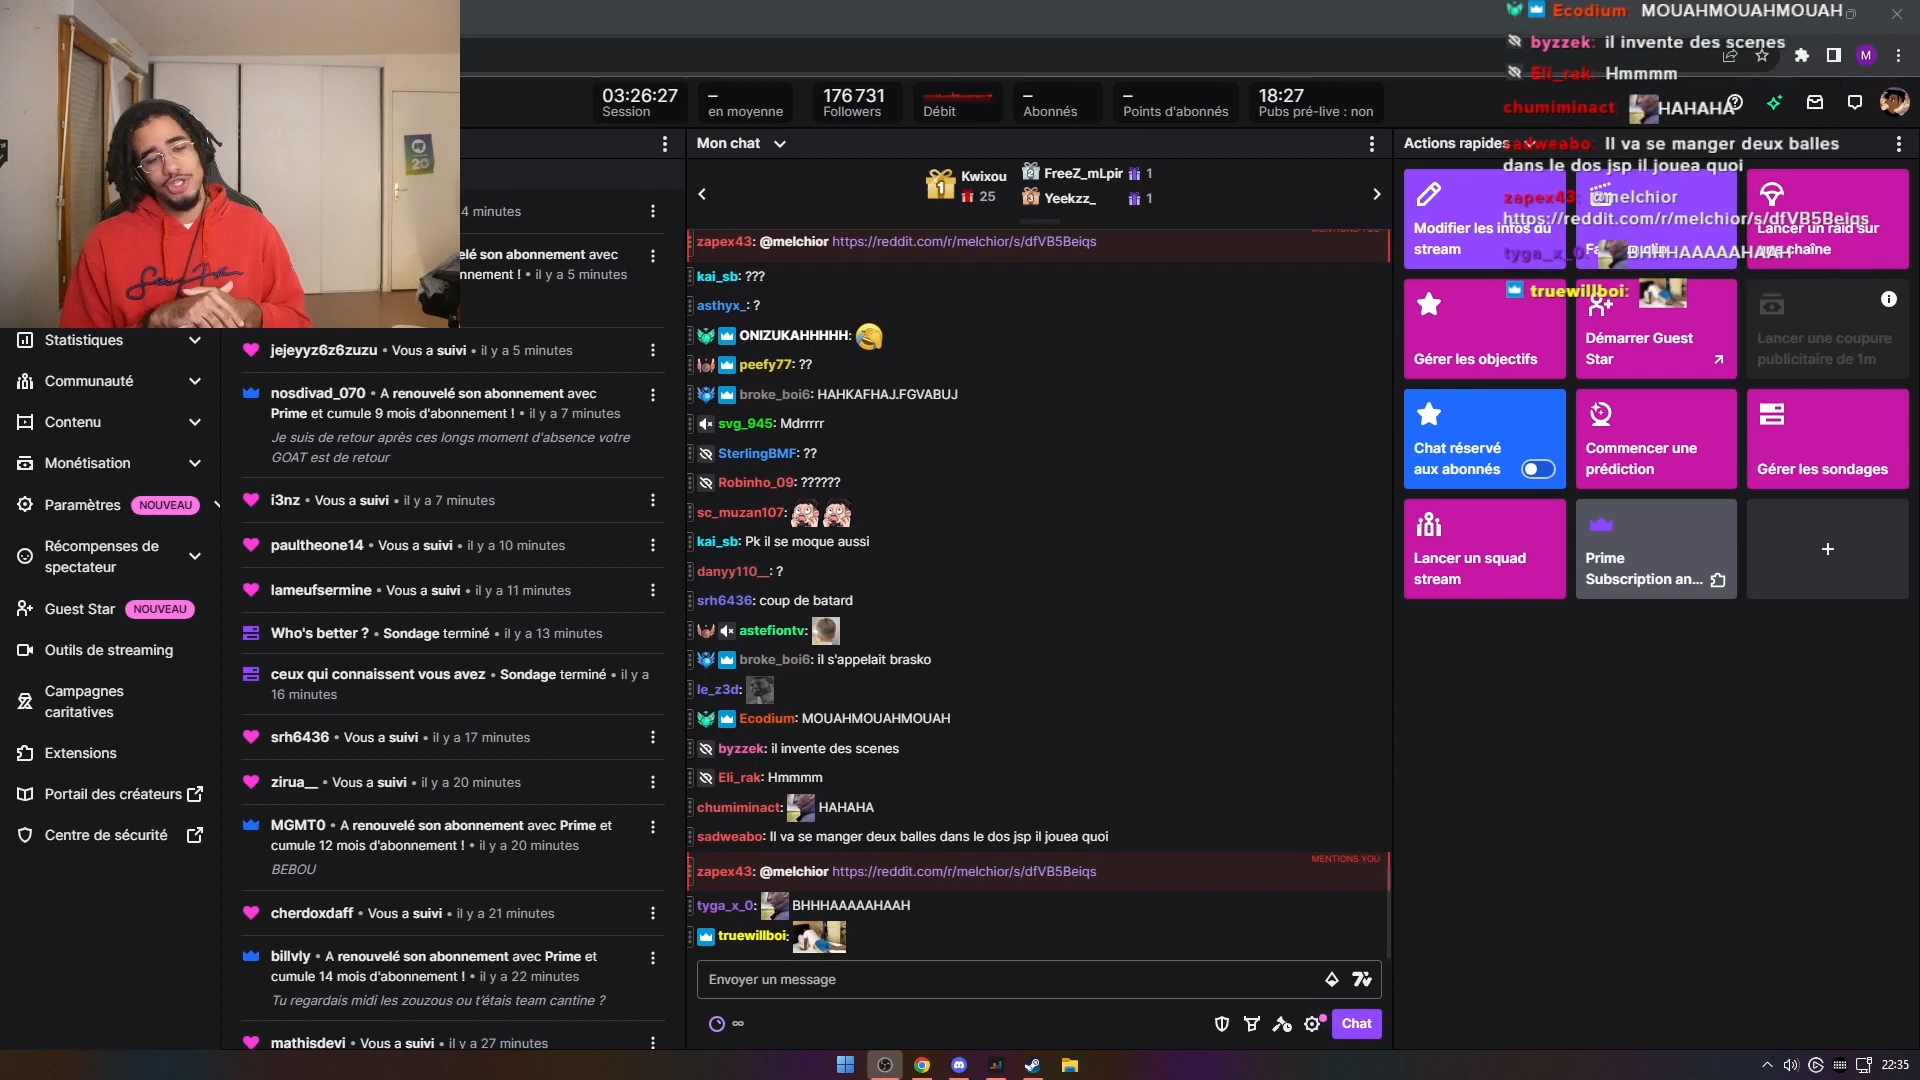 03:26:27
Session
–
en moyenne
176 731
Followers
Débit
–
Abonnés
–
Points d'abonnés
18:27
Pubs pré-live : non
4 minutes
elé son abonnement avec
nnement ! • il y a 5 minutes
jejeyyz6z6zuzu • Vous a suivi • il y a 5 minutes
nosdivad_070 • A renouvelé son abonnement avec
Prime et cumule 9 mois d'abonnement ! • il y a 7 minutes
Je suis de retour après ces longs moment d'absence votre
GOAT est de retour
i3nz • Vous a suivi • il y a 7 minutes
paultheone14 • Vous a suivi • il y a 10 minutes
lameufsermine • Vous a suivi • il y a 11 minutes
Who's better ? • Sondage terminé • il y a 13 minutes
ceux qui connaissent vous avez • Sondage terminé • il y a
16 minutes
srh6436 • Vous a suivi • il y a 17 minutes
zirua__ • Vous a suivi • il y a 20 minutes
MGMT0 • A renouvelé son abonnement avec Prime et
cumule 12 mois d'abonnement ! • il y a 20 minutes
BEBOU
cherdoxdaff • Vous a suivi • il y a 21 minutes
billvly • A renouvelé son abonnement avec Prime et
cumule 14 mois d'abonnement ! • il y a 22 minutes
Tu regardais midi les zouzous ou t'étais team cantine ?
mathisdevi • Vous a suivi • il y a 27 minutes
Statistiques
Communauté
Contenu
Monétisation
Paramètres NOUVEAU
Récompenses de
spectateur
Guest Star NOUVEAU
Outils de streaming
Campagnes
caritatives
Extensions
Portail des créateurs
Centre de sécurité
Mon chat
1 Kwixou
25
2 FreeZ_mLpir 1
3 Yeekzz_ 1
MENTIONS YOU
zapex43: @melchior https://reddit.com/r/melchior/s/dfVB5Beiqs
kai_sb: ???
asthyx_: ?
ONIZUKAHHHHH:
peefy77: ??
broke_boi6: HAHKAFHAJ.FGVABUJ
svg_945: Mdrrrrr
SterlingBMF: ??
Robinho_09: ??????
sc_muzan107:
kai_sb: Pk il se moque aussi
danyy110__: ?
srh6436: coup de batard
astefiontv:
broke_boi6: il s'appelait brasko
le_z3d:
Ecodium: MOUAHMOUAHMOUAH
byzzek: il invente des scenes
Eli_rak: Hmmmm
chumiminact: HAHAHA
sadweabo: Il va se manger deux balles dans le dos jsp il jouea quoi
MENTIONS YOU
zapex43: @melchior https://reddit.com/r/melchior/s/dfVB5Beiqs
tyga_x_0: BHHHAAAAAHAAH
truewillboi:
Envoyer un message
∞
Chat
Ecodium: MOUAHMOUAHMOUAH
byzzek: il invente des scenes
Eli_rak: Hmmmm
chumiminact: HAHAHA
sadweabo: Il va se manger deux balles
dans le dos jsp il jouea quoi
zapex43: @melchior
https://reddit.com/r/melchior/s/dfVB5Beiqs
tyga_x_0: BHHHAAAAAHAAH
truewillboi:
M
Actions rapides
Modifier les infos du
stream
Lancer un raid sur
chaîne
Gérer les objectifs
Démarrer Guest
Star
Lancer une coupure
publicitaire de 1m
Chat réservé
aux abonnés
Commencer une
prédiction
Gérer les sondages
Lancer un squad
stream
Prime
Subscription an...
+
22:35
20